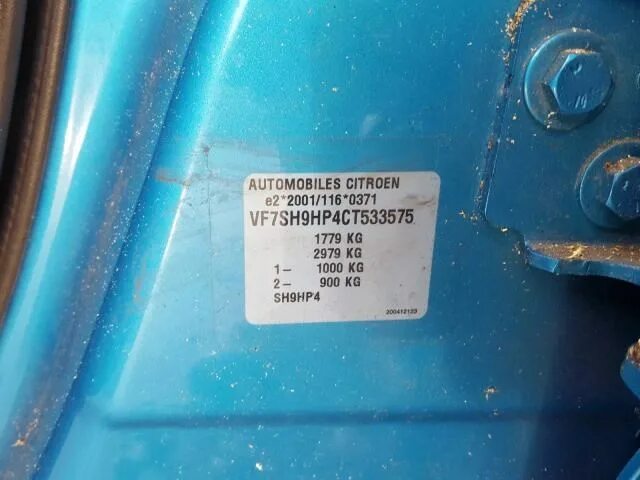 AUTOMOBILES CITROEN
e2*2001/116*0371
VF7SH9HP4CT533575
1779 KG
2979 KG
1- 1000 KG
2- 900 KG
SH9HP4
200412123